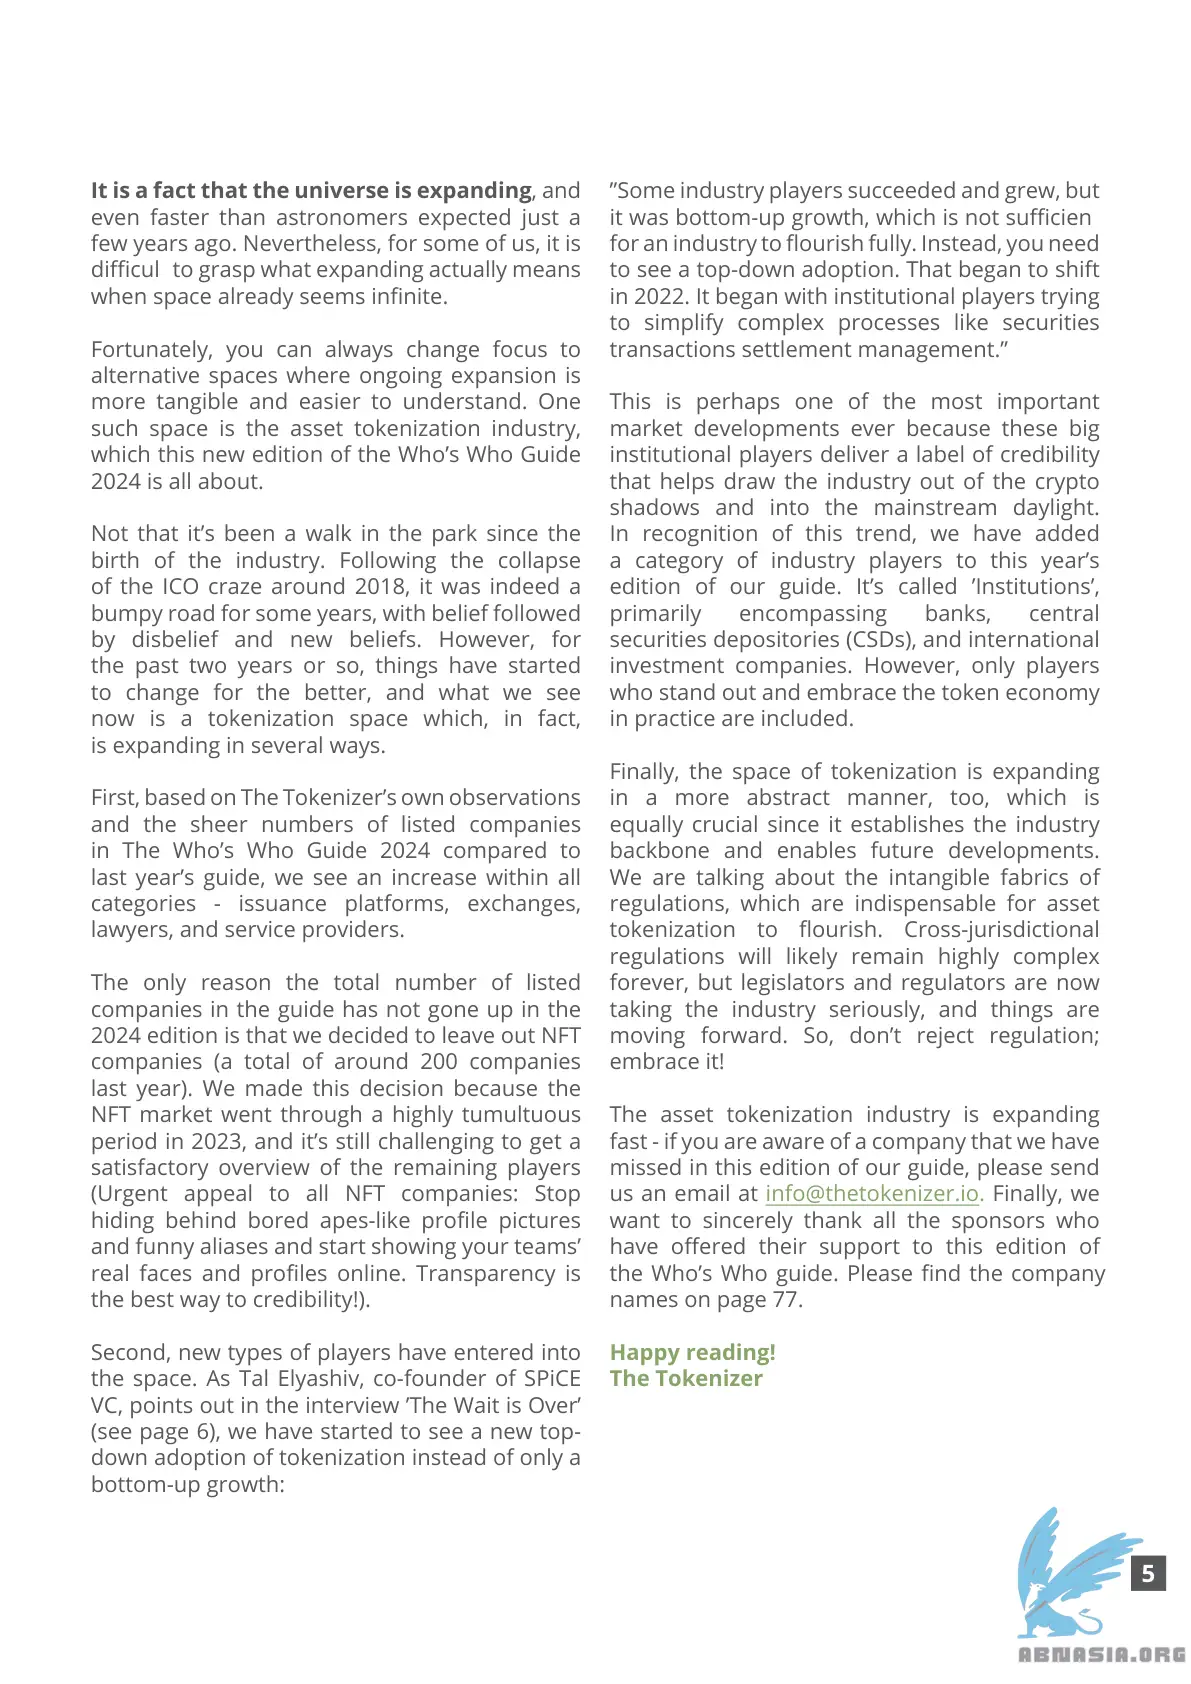 It is a fact that the universe is expanding, and
even faster than astronomers expected just a
few years ago. Nevertheless, for some of us, it is
difficul to grasp what expanding actually means
when space already seems infinite.
Fortunately, you can always change focus to
alternative spaces where ongoing expansion is
more tangible and easier to understand. One
such space is the asset tokenization industry,
which this new edition of the Who’s Who Guide
2024 is all about.
Not that it’s been a walk in the park since the
birth of the industry. Following the collapse
of the ICO craze around 2018, it was indeed a
bumpy road for some years, with belief followed
by disbelief and new beliefs. However, for
the past two years or so, things have started
to change for the better, and what we see
now is a tokenization space which, in fact,
is expanding in several ways.
First, based on The Tokenizer’s own observations
and the sheer numbers of listed companies
in The Who’s Who Guide 2024 compared to
last year’s guide, we see an increase within all
categories - issuance platforms, exchanges,
lawyers, and service providers.
The only reason the total number of listed
companies in the guide has not gone up in the
2024 edition is that we decided to leave out NFT
companies (a total of around 200 companies
last year). We made this decision because the
NFT market went through a highly tumultuous
period in 2023, and it’s still challenging to get a
satisfactory overview of the remaining players
(Urgent appeal to all NFT companies: Stop
hiding behind bored apes-like profile pictures
and funny aliases and start showing your teams’
real faces and profiles online. Transparency is
the best way to credibility!).
Second, new types of players have entered into
the space. As Tal Elyashiv, co-founder of SPiCE
VC, points out in the interview ’The Wait is Over’
(see page 6), we have started to see a new top-
down adoption of tokenization instead of only a
bottom-up growth:
”Some industry players succeeded and grew, but
it was bottom-up growth, which is not sufficien
for an industry to flourish fully. Instead, you need
to see a top-down adoption. That began to shift
in 2022. It began with institutional players trying
to simplify complex processes like securities
transactions settlement management.”
This is perhaps one of the most important
market developments ever because these big
institutional players deliver a label of credibility
that helps draw the industry out of the crypto
shadows and into the mainstream daylight.
In recognition of this trend, we have added
a category of industry players to this year’s
edition of our guide. It’s called ’Institutions’,
primarily encompassing banks, central
securities depositories (CSDs), and international
investment companies. However, only players
who stand out and embrace the token economy
in practice are included.
Finally, the space of tokenization is expanding
in a more abstract manner, too, which is
equally crucial since it establishes the industry
backbone and enables future developments.
We are talking about the intangible fabrics of
regulations, which are indispensable for asset
tokenization to flourish. Cross-jurisdictional
regulations will likely remain highly complex
forever, but legislators and regulators are now
taking the industry seriously, and things are
moving forward. So, don’t reject regulation;
embrace it!
The asset tokenization industry is expanding
fast - if you are aware of a company that we have
missed in this edition of our guide, please send
us an email at info@thetokenizer.io. Finally, we
want to sincerely thank all the sponsors who
have offered their support to this edition of
the Who’s Who guide. Please find the company
names on page 77.
Happy reading!
The Tokenizer
5
ABNASIA.ORG